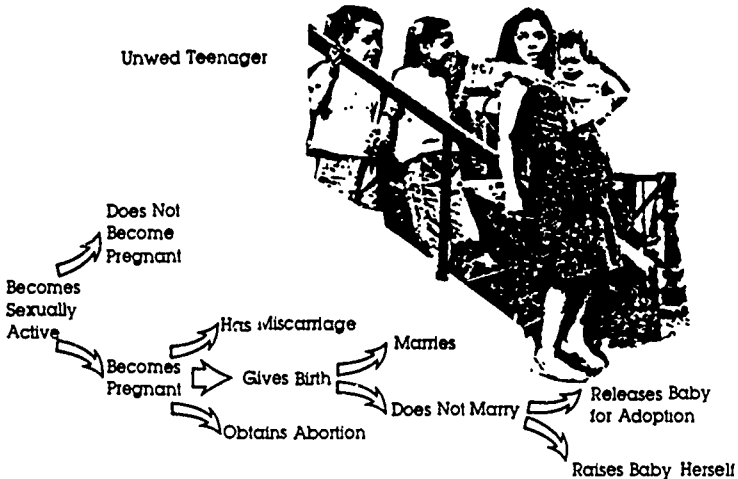 Unwed Teenager
Does Not
Become
Pregnant
Becomes
Sexually
Active
Has Miscarriage
Becomes
Pregnant
Gives Birth
Marries
Does Not Marry
Obtains Abortion
Releases Baby
for Adoption
Raises Baby Herself